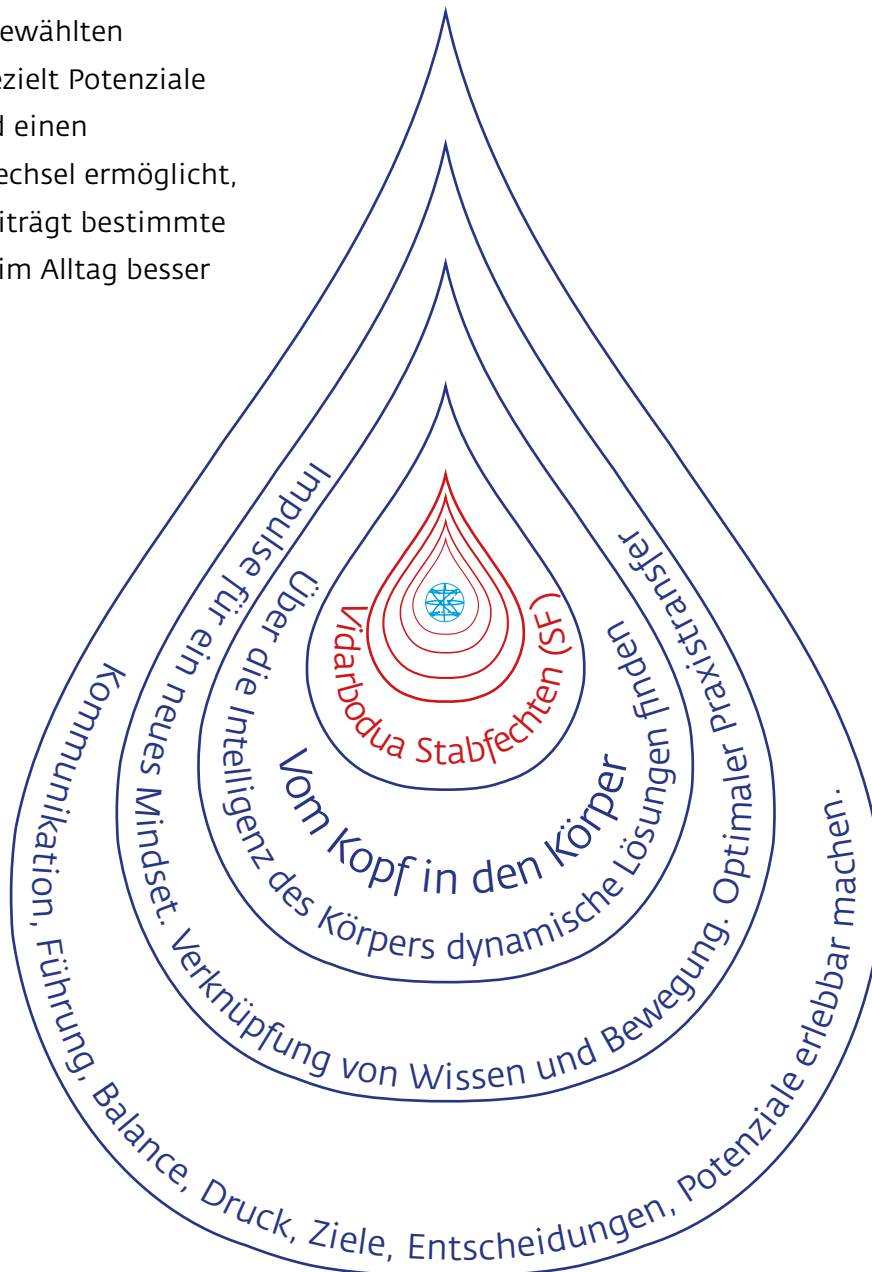 ewählten
ezielt Potenziale
d einen
echsel ermöglicht,
iträgt bestimmte
im Alltag besser
Vidarbodua Stabfechten (SF )
Vom Kopf in den Körper
Über die Intelligenz des Körpers dynamische Lösungen finden
Impulse für ein neues Mindset. Verknüpfung von Wissen und Bewegung. Optimaler Praxistransfer
Kommunikation, Führung, Balance, Druck, Ziele, Entscheidungen, Potenziale erlebbar machen.